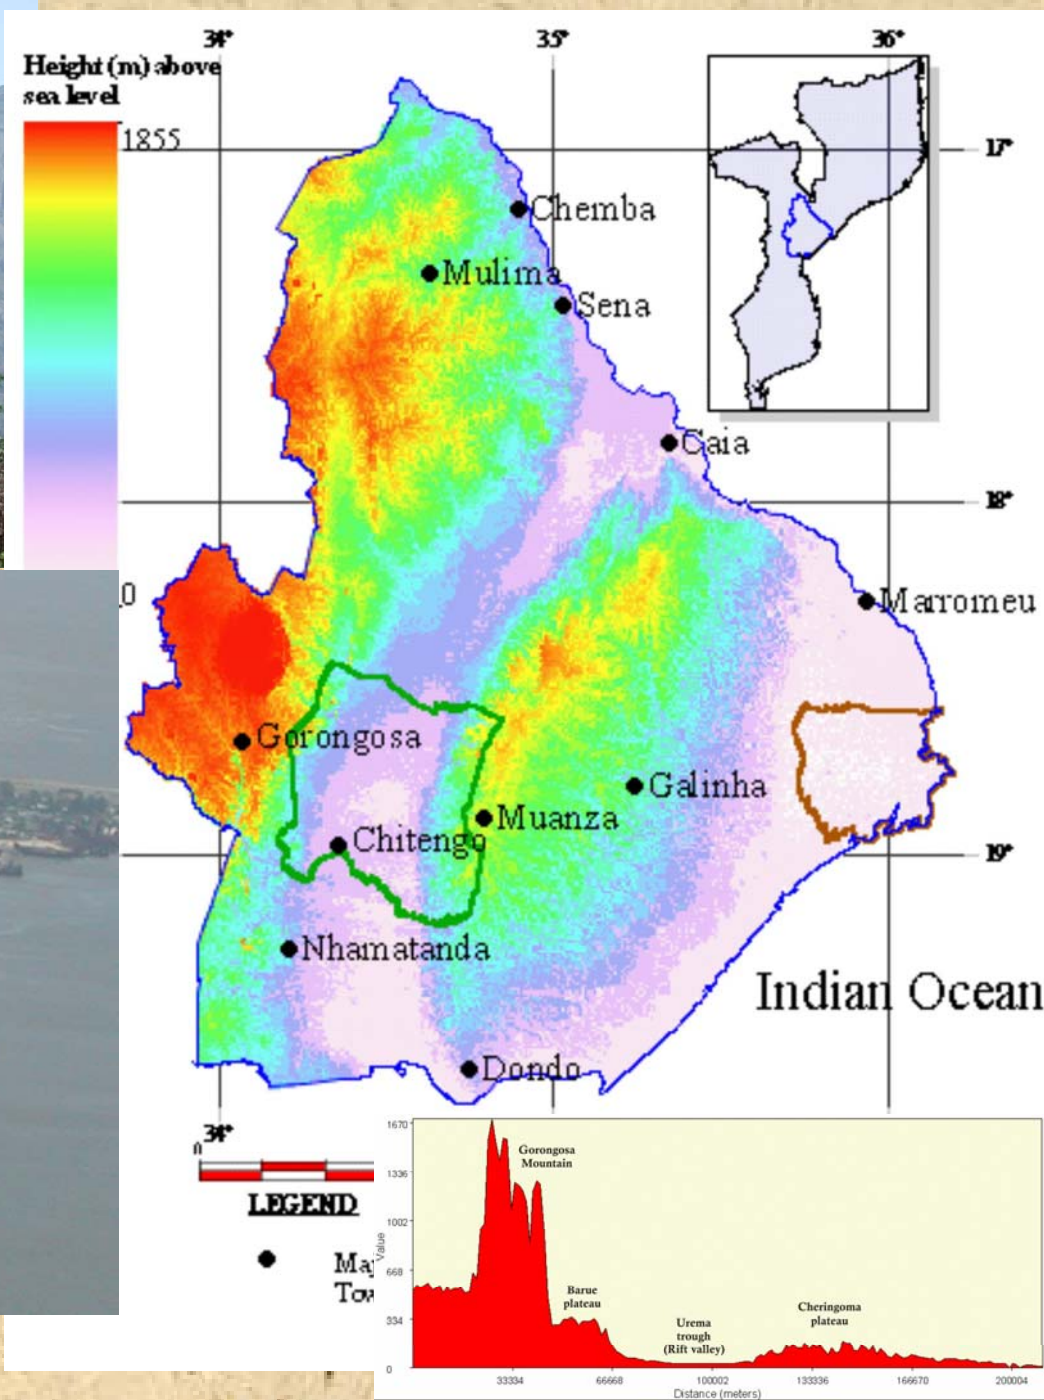 34°
35°
36°
Height (m) above
sea level
1855
17°
Chemba
Mulima
Sena
Caia
18°
0
Marromeu
Gorongosa
Galinha
Muanza
Chitengo
19°
Nhamatanda
Indian Ocean
Dondo
34°
0
LEGEND
1670
1336
1002
668
334
0
Value
Gorongosa
Mountain
Barue
plateau
Urema
trough
(Rift valley)
Cheringoma
plateau
33334
66668
100002
133336
166670
200004
Distance (meters)